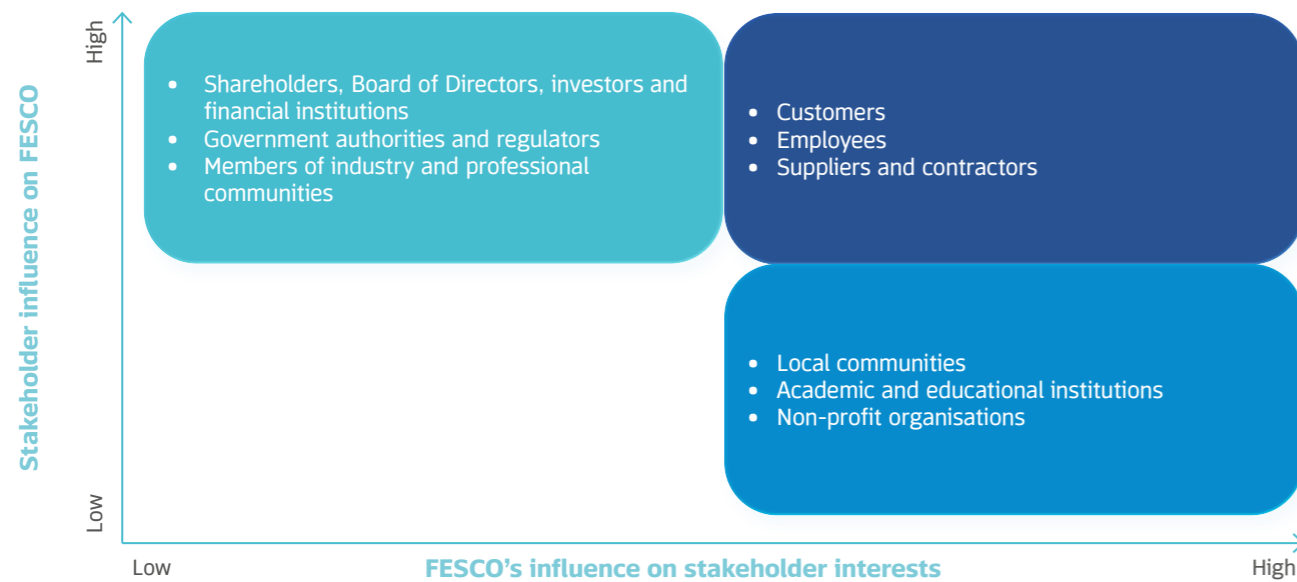 High
Stakeholder influence on FESCO
Low
• Shareholders, Board of Directors, investors and
financial institutions
• Government authorities and regulators
• Members of industry and professional
communities
• Customers
• Employees
• Suppliers and contractors
• Local communities
• Academic and educational institutions
• Non-profit organisations
Low
FESCO’s influence on stakeholder interests
High